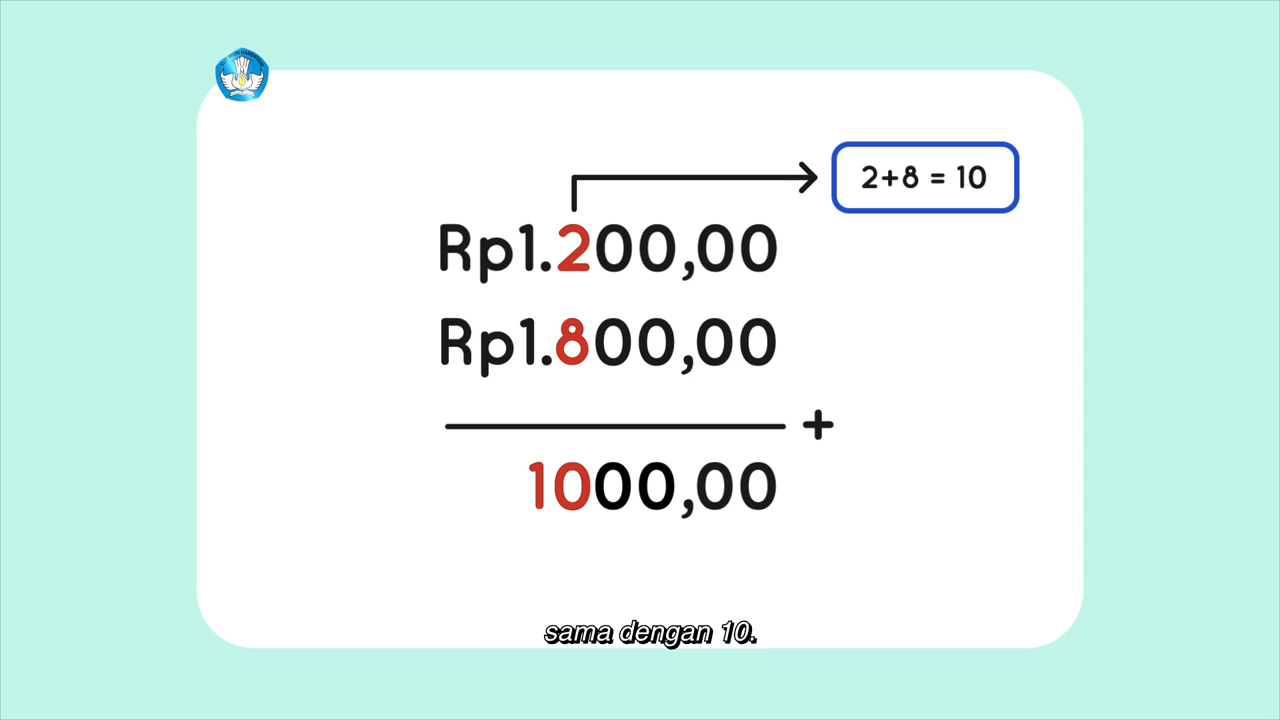 2+8 = 10
Rp1.200,00
Rp1.800,00
+
1000,00
sama dengan 10.